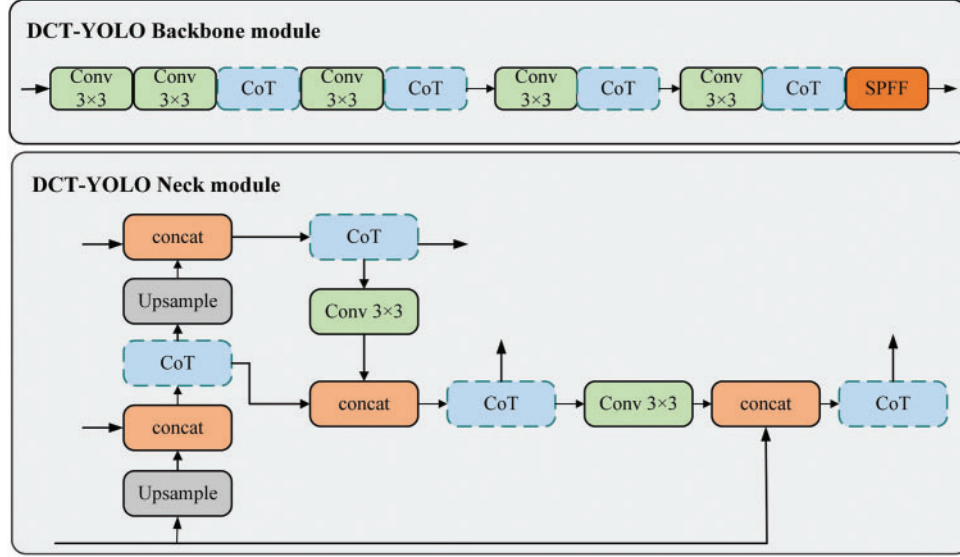 DCT-YOLO Backbone module
Conv
3×3
Conv
3×3
CoT
Conv
3×3
CoT
Conv
3×3
CoT
Conv
3×3
CoT
SPFF
DCT-YOLO Neck module
concat
CoT
Upsample
Conv 3×3
CoT
concat
CoT
Conv 3×3
concat
CoT
concat
Upsample